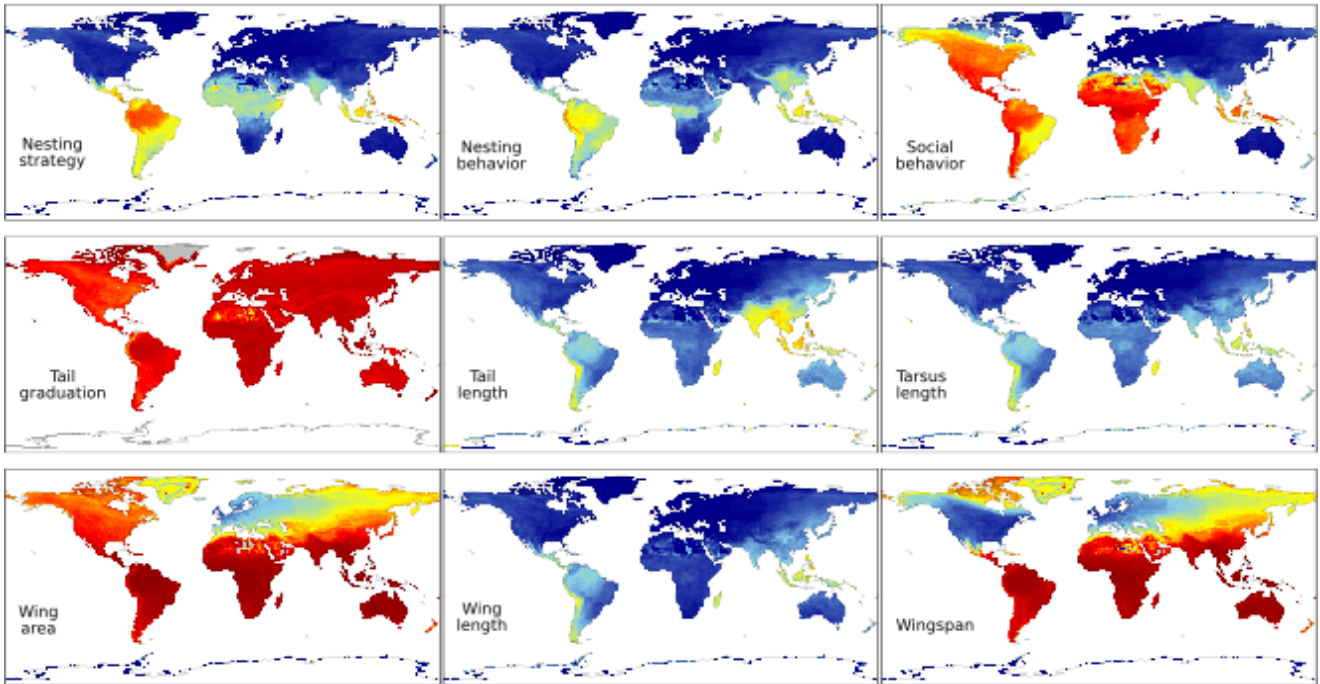 Nesting
strategy
Nesting
behavior
Social
behavior
Tail
graduation
Tail
length
Tarsus
length
Wing
area
Wing
length
Wingspan